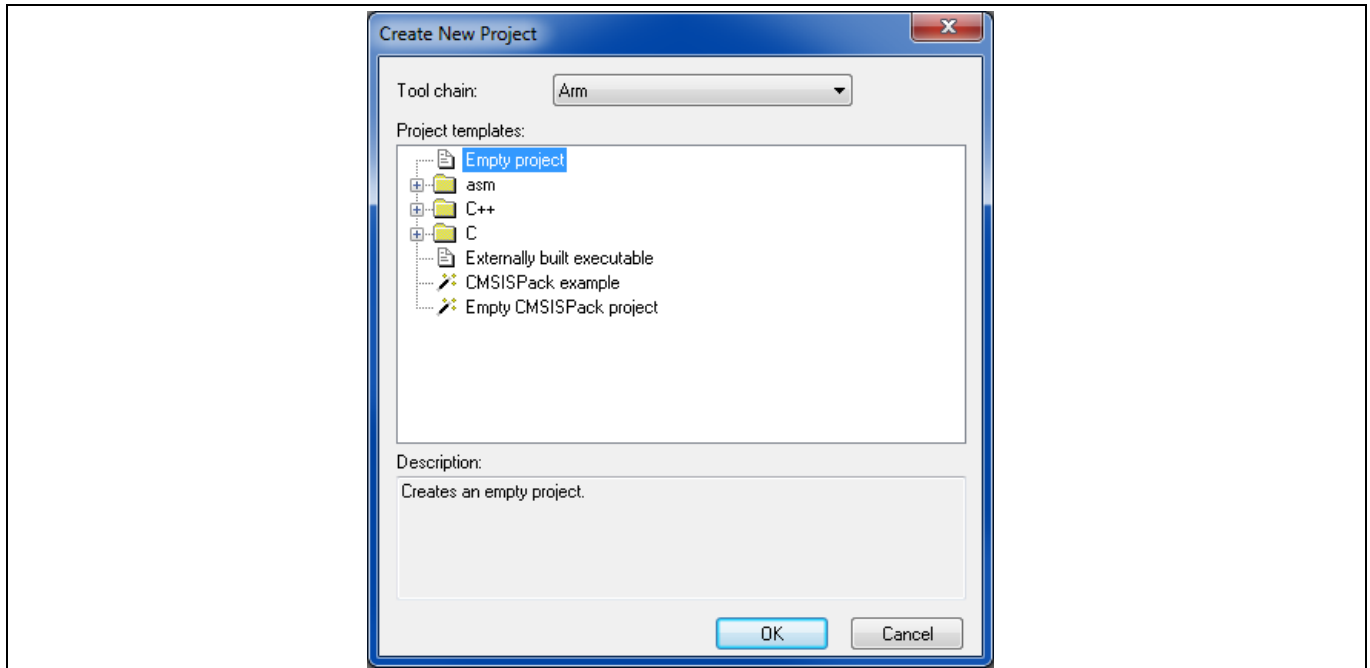 Create New Project
Tool chain: Arm
Project templates:
Empty project
asm
C++
C
Externally built executable
CMSISPack example
Empty CMSISPack project
Description:
Creates an empty project.
OK Cancel